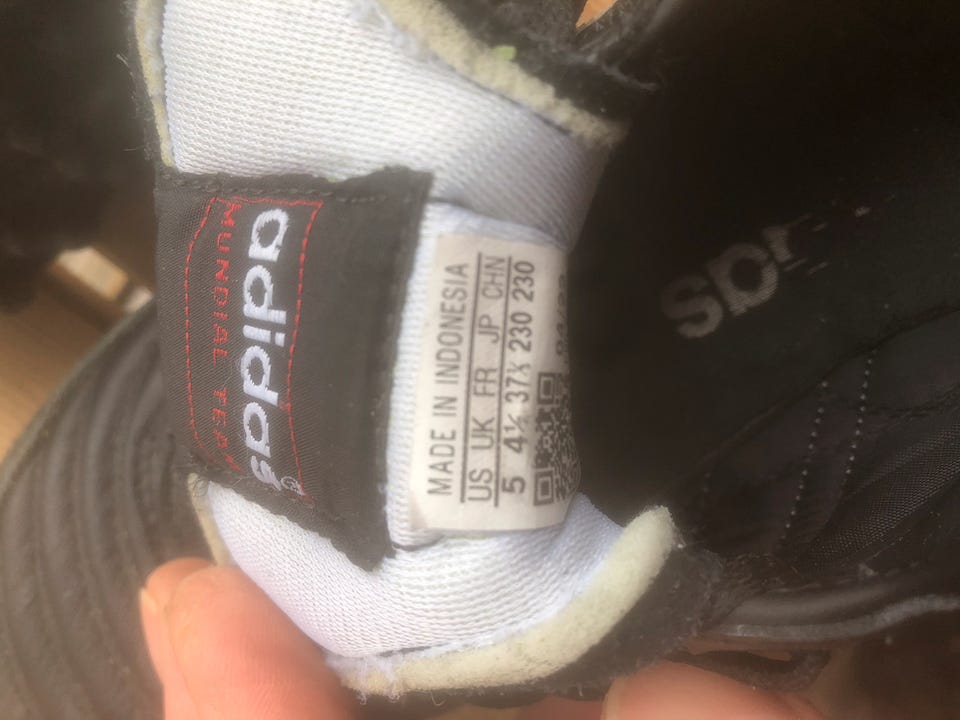 adidas
MUNDIAL TEAM
MADE IN INDONESIA
US UK FR JP CHN
5 4½ 37⅓ 230 230